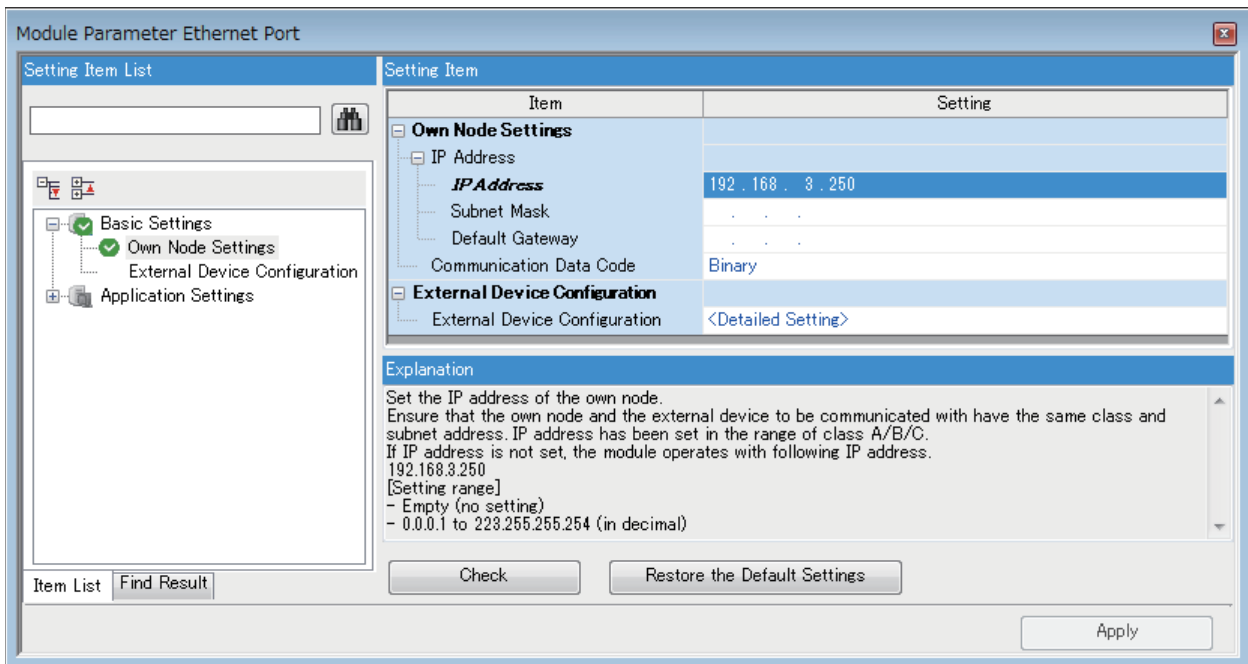 Module Parameter Ethernet Port
Setting Item List
Basic Settings
Own Node Settings
External Device Configuration
Application Settings
Item List
Find Result
Setting Item
Item Setting
Own Node Settings
IP Address
IP Address 192 . 168 . 3 . 250
Subnet Mask . . .
Default Gateway . . .
Communication Data Code Binary
External Device Configuration
External Device Configuration <Detailed Setting>
Explanation
Set the IP address of the own node.
Ensure that the own node and the external device to be communicated with have the same class and
subnet address. IP address has been set in the range of class A/B/C.
If IP address is not set, the module operates with following IP address.
192.168.3.250
[Setting range]
- Empty (no setting)
- 0.0.0.1 to 223.255.255.254 (in decimal)
Check
Restore the Default Settings
Apply